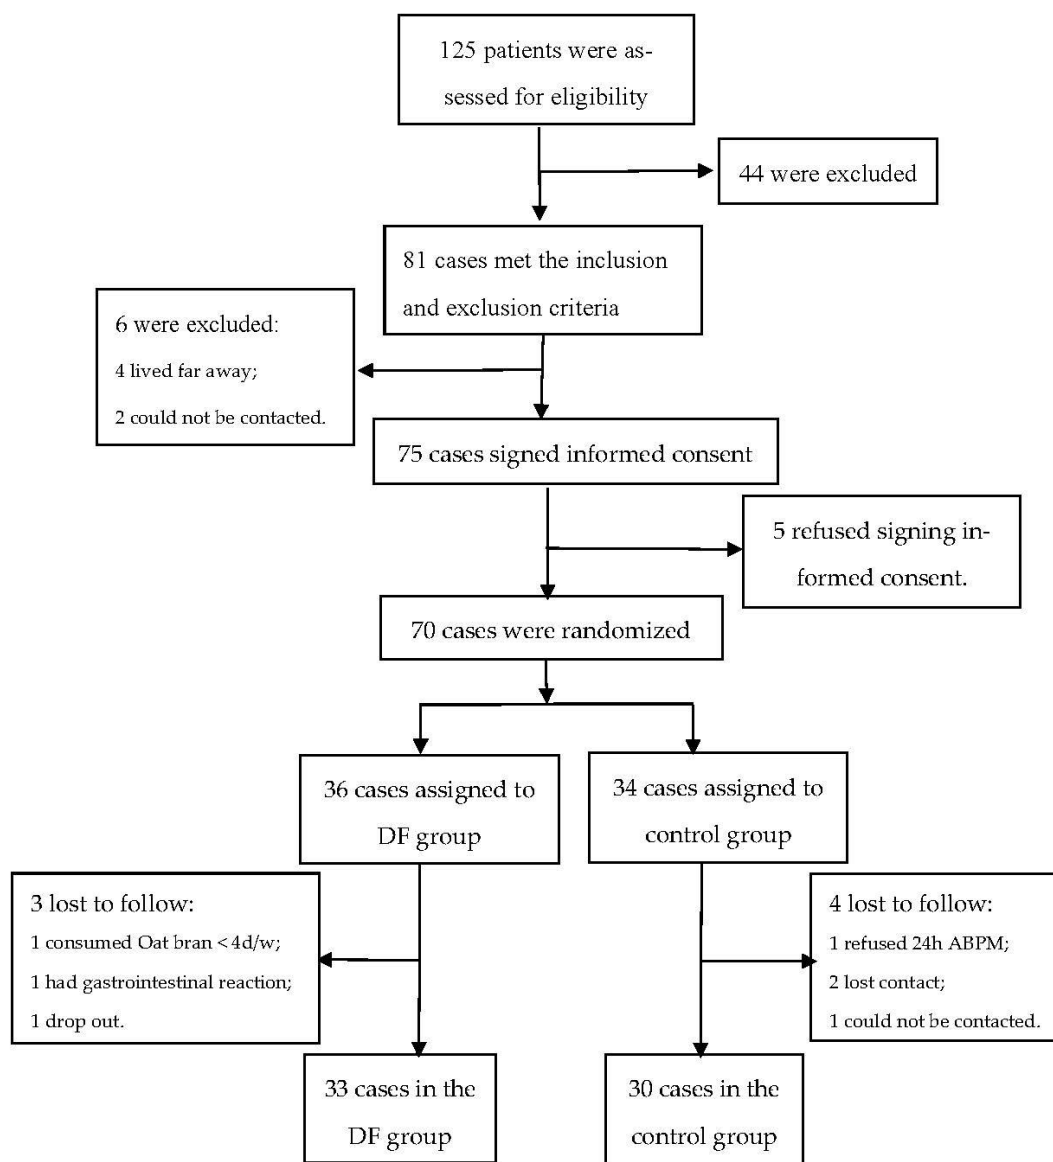 125 patients were as-
sessed for eligibility
44 were excluded
81 cases met the inclusion
and exclusion criteria
6 were excluded:
4 lived far away;
2 could not be contacted.
75 cases signed informed consent
5 refused signing in-
formed consent.
70 cases were randomized
36 cases assigned to
DF group
34 cases assigned to
control group
3 lost to follow:
1 consumed Oat bran < 4d/w;
1 had gastrointestinal reaction;
1 drop out.
4 lost to follow:
1 refused 24h ABPM;
2 lost contact;
1 could not be contacted.
33 cases in the
DF group
30 cases in the
control group